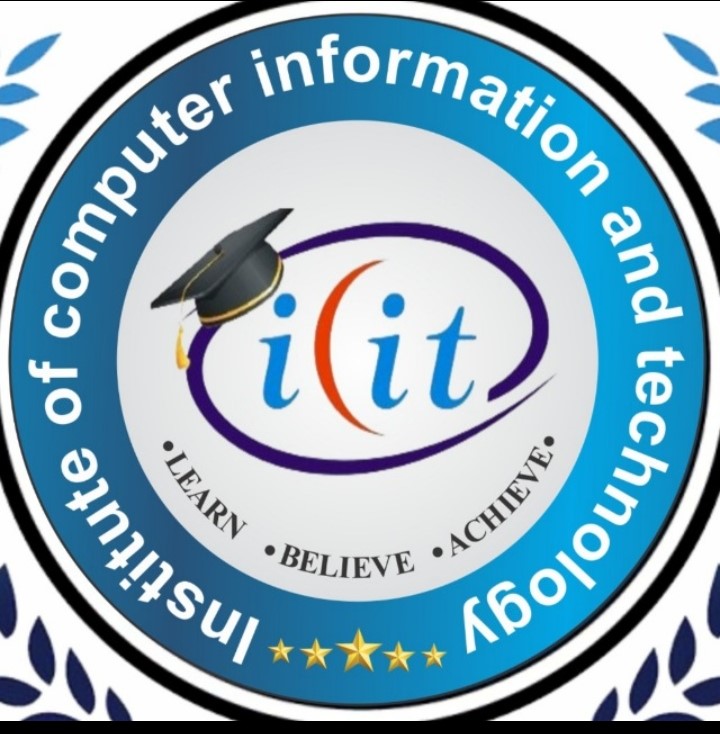 Institute of computer information and technology
icit
• LEARN • BELIEVE • ACHIEVE •